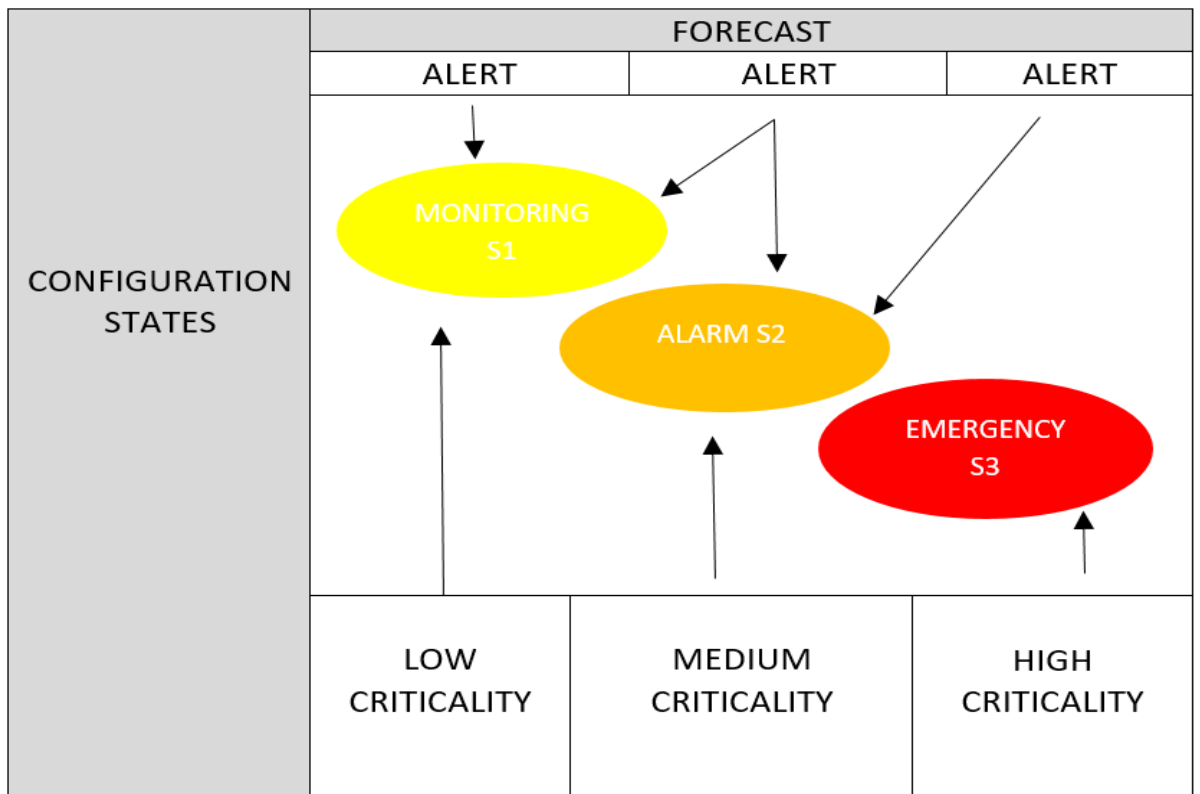 FORECAST
ALERT
ALERT
ALERT
CONFIGURATION
STATES
MONITORING
S1
ALARM S2
EMERGENCY
S3
LOW
CRITICALITY
MEDIUM
CRITICALITY
HIGH
CRITICALITY